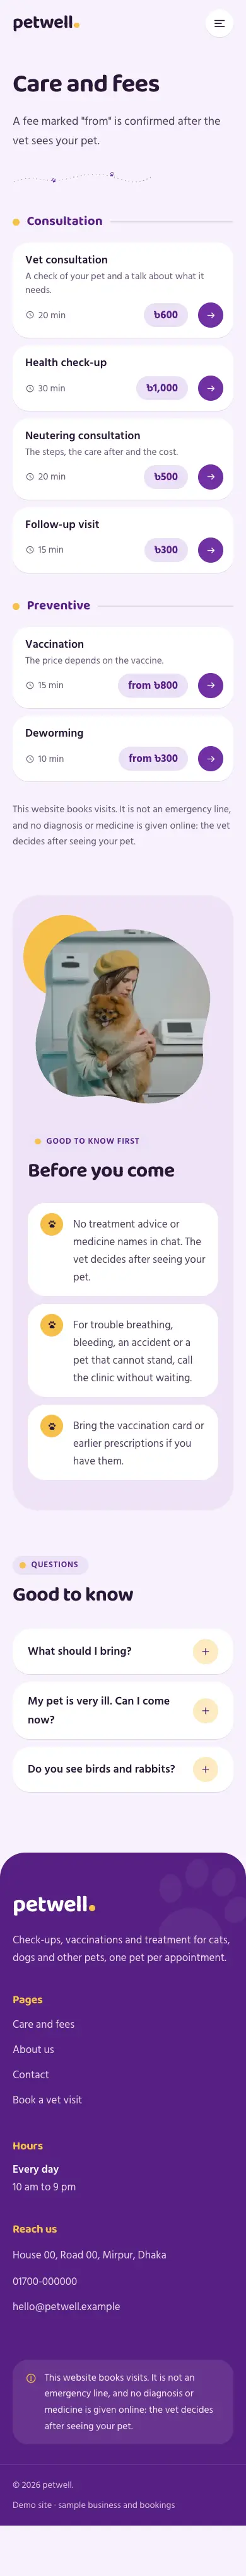 petwell.
Care and fees
A fee marked "from" is confirmed after the
vet sees your pet.
Consultation
Vet consultation
A check of your pet and a talk about what it
needs.
20 min
৳600
Health check-up
30 min
৳1,000
Neutering consultation
The steps, the care after and the cost.
20 min
৳500
Follow-up visit
15 min
৳300
Preventive
Vaccination
The price depends on the vaccine.
15 min
from ৳800
Deworming
10 min
from ৳300
This website books visits. It is not an emergency line,
and no diagnosis or medicine is given online: the vet
decides after seeing your pet.
GOOD TO KNOW FIRST
Before you come
No treatment advice or
medicine names in chat. The
vet decides after seeing your
pet.
For trouble breathing,
bleeding, an accident or a
pet that cannot stand, call
the clinic without waiting.
Bring the vaccination card or
earlier prescriptions if you
have them.
QUESTIONS
Good to know
What should I bring?
My pet is very ill. Can I come
now?
Do you see birds and rabbits?
petwell.
Check-ups, vaccinations and treatment for cats,
dogs and other pets, one pet per appointment.
Pages
Care and fees
About us
Contact
Book a vet visit
Hours
Every day
10 am to 9 pm
Reach us
House 00, Road 00, Mirpur, Dhaka
01700-000000
hello@petwell.example
This website books visits. It is not an
emergency line, and no diagnosis or
medicine is given online: the vet decides
after seeing your pet.
© 2026 petwell.
Demo site · sample business and bookings